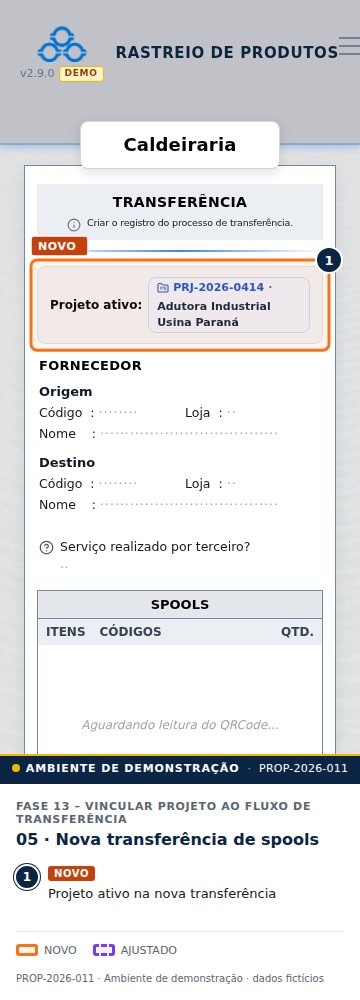 v2.9.0 DEMO
RASTREIO DE PRODUTOS
Caldeiraria
TRANSFERÊNCIA
Criar o registro do processo de transferência.
NOVO
1
Projeto ativo:
PRJ-2026-0414 ·
Adutora Industrial
Usina Paraná
FORNECEDOR
Origem
Código : ········ Loja : ··
Nome : ··································
Destino
Código : ········ Loja : ··
Nome : ··································
Serviço realizado por terceiro?
··
SPOOLS
ITENS CÓDIGOS QTD.
Aguardando leitura do QRCode...
AMBIENTE DE DEMONSTRAÇÃO · PROP-2026-011
FASE 13 – VINCULAR PROJETO AO FLUXO DE
TRANSFERÊNCIA
05 · Nova transferência de spools
1 NOVO
Projeto ativo na nova transferência
NOVO AJUSTADO
PROP-2026-011 · Ambiente de demonstração · dados fictícios